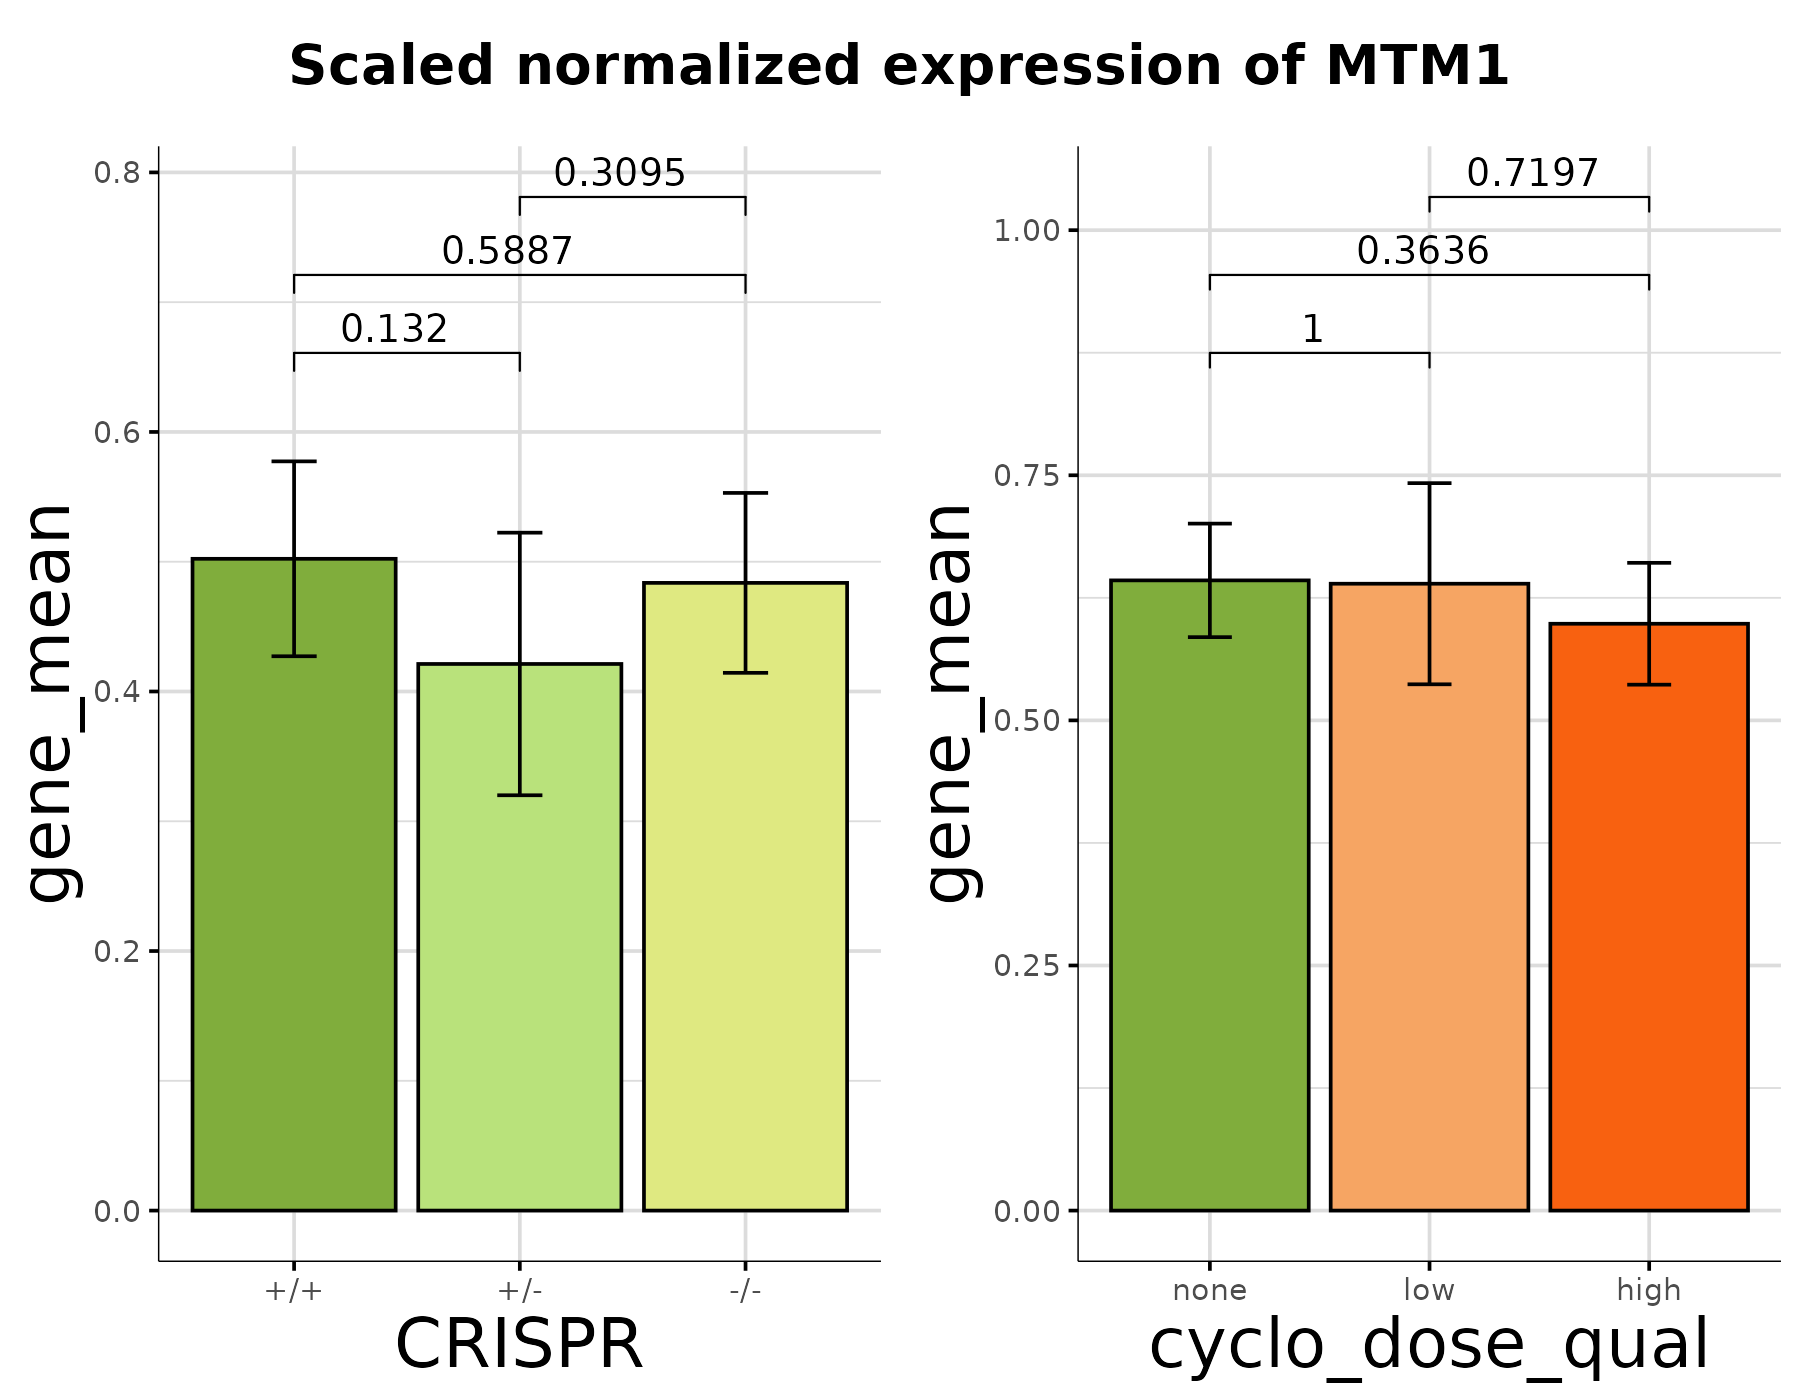 Scaled normalized expression of MTM1
gene_mean
0.8
0.6
0.4
0.2
0.0
0.3095
0.5887
0.132
+/+
+/-
-/-
CRISPR
gene_mean
1.00
0.75
0.50
0.25
0.00
0.7197
0.3636
1
none
low
high
cyclo_dose_qual